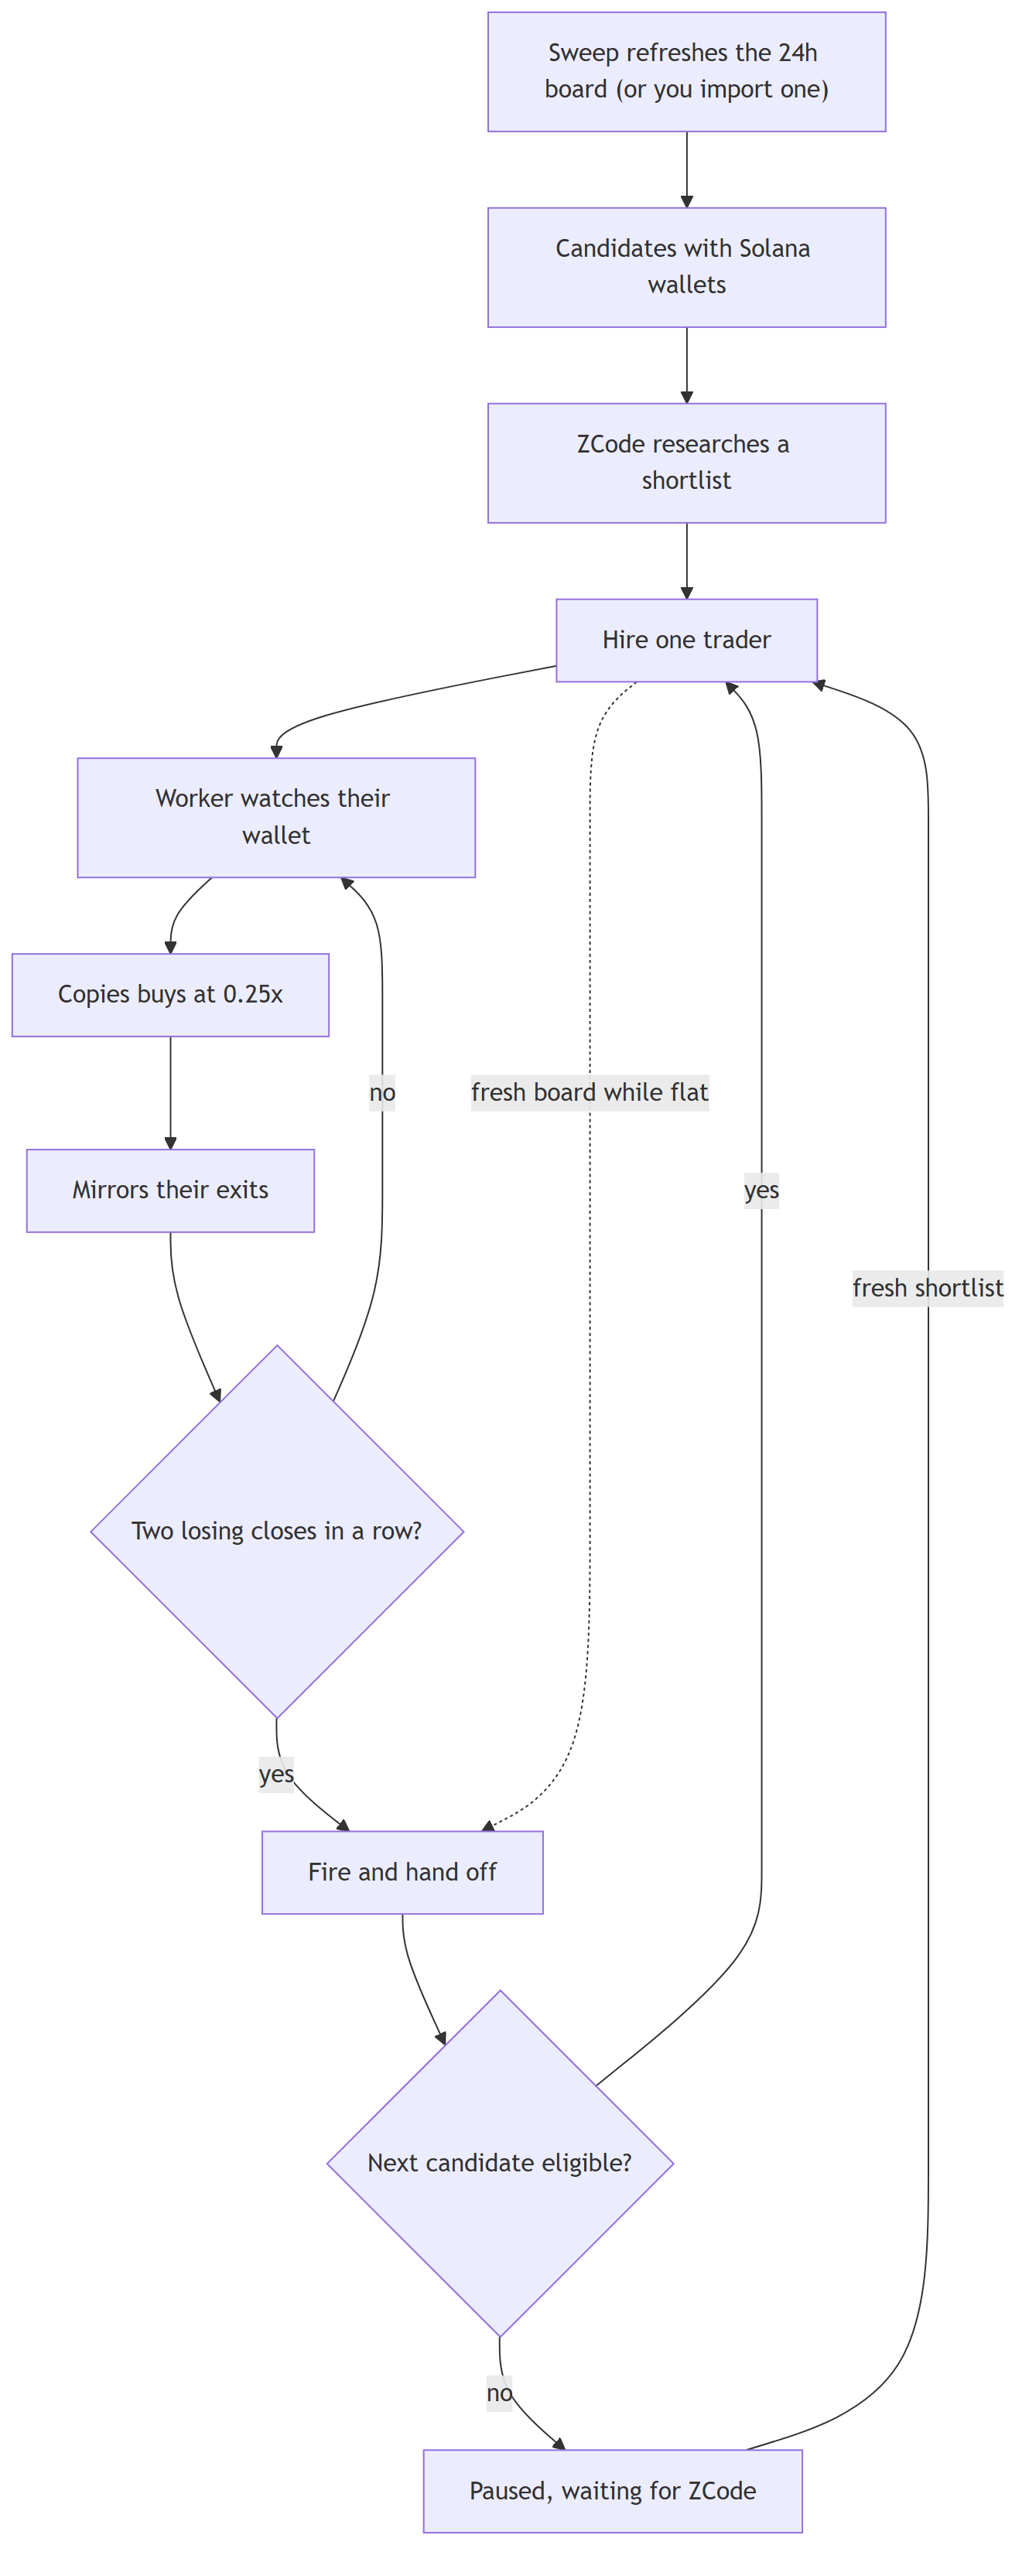 Sweep refreshes the 24h
board (or you import one)
Candidates with Solana
wallets
ZCode researches a
shortlist
Hire one trader
Worker watches their
wallet
Copies buys at 0.25x
no
fresh board while flat
Mirrors their exits
yes
fresh shortlist
Two losing closes in a row?
yes
Fire and hand off
Next candidate eligible?
no
Paused, waiting for ZCode